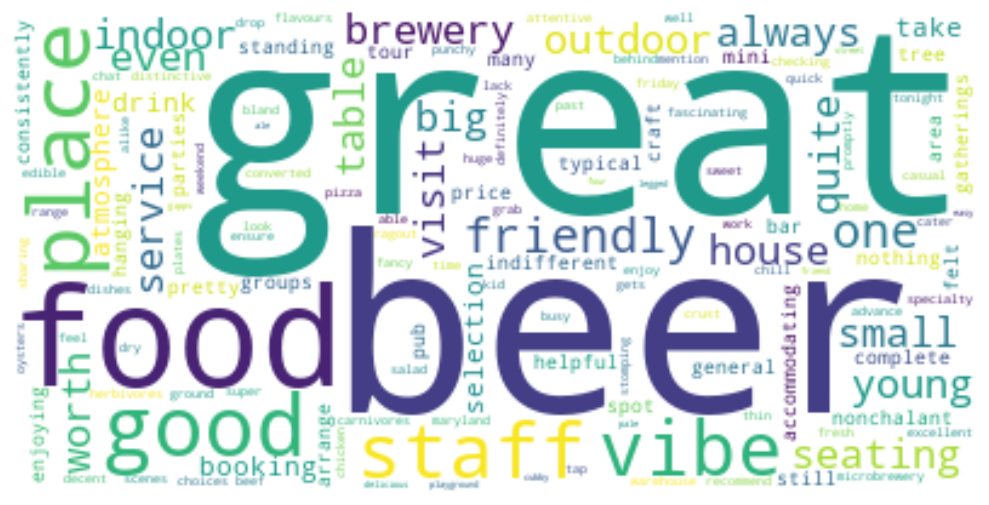 great
beer
food
place
good
staff
vibe
friendly
brewery
outdoor
always
indoor
even
drop
flavours
attentive
well
take
standing
tour
many
behind
mention
mini
checking
street
tree
chat
distinctive
punchy
lack
friday
quick
consistently
atmosphere
drink
bland
ale
table
big
definitely
past
craft
fascinating
quite
tonight
promptly
area
gatherings
alike
service
parties
weekend
converted
pizza
visit
huge
typical
price
few
legged
sweet
casual
edible
range
hanging
gipps
look
ensure
able
ragout
grab
work
bar
home
cater
one
house
nothing
felt
sharing
dishes
plates
pretty
groups
fancy
time
indifferent
enjoy
kid
gets
chill
friend
specialty
oysters
feel
dry
selection
pub
salad
busy
crust
advance
small
complete
worth
helpful
stomping
general
accommodating
young
herbivores
ground
super
spot
thin
nonchalant
enjoying
arrange
carnivores
maryland
pale
fresh
excellent
seating
booking
chicken
decent
scenes
choices
beef
delicious
playground
cubby
tap
warehouse
recommend
still
microbrewery